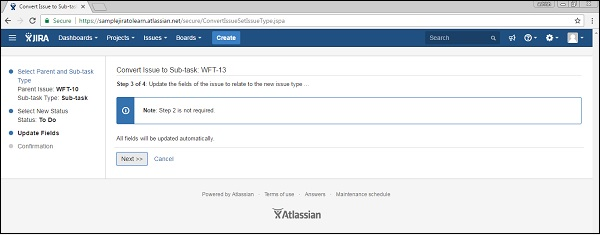 Convert Issue to Sub-task
Secure https://samplejiratolearn.atlassian.net/secure/ConvertIssueSetIssueType.jspa
JIRA Dashboards Projects Issues Boards Create Search
Select Parent and Sub-task
Type
Parent Issue: WFT-10
Sub-task Type: Sub-task
Select New Status
Status: To Do
Update Fields
Confirmation
Convert Issue to Sub-task: WFT-13
Step 3 of 4: Update the fields of the issue to relate to the new issue type ...
Note: Step 2 is not required.
All fields will be updated automatically.
Next >> Cancel
Powered by Atlassian · Terms of use · Answers · Maintenance schedule
Atlassian